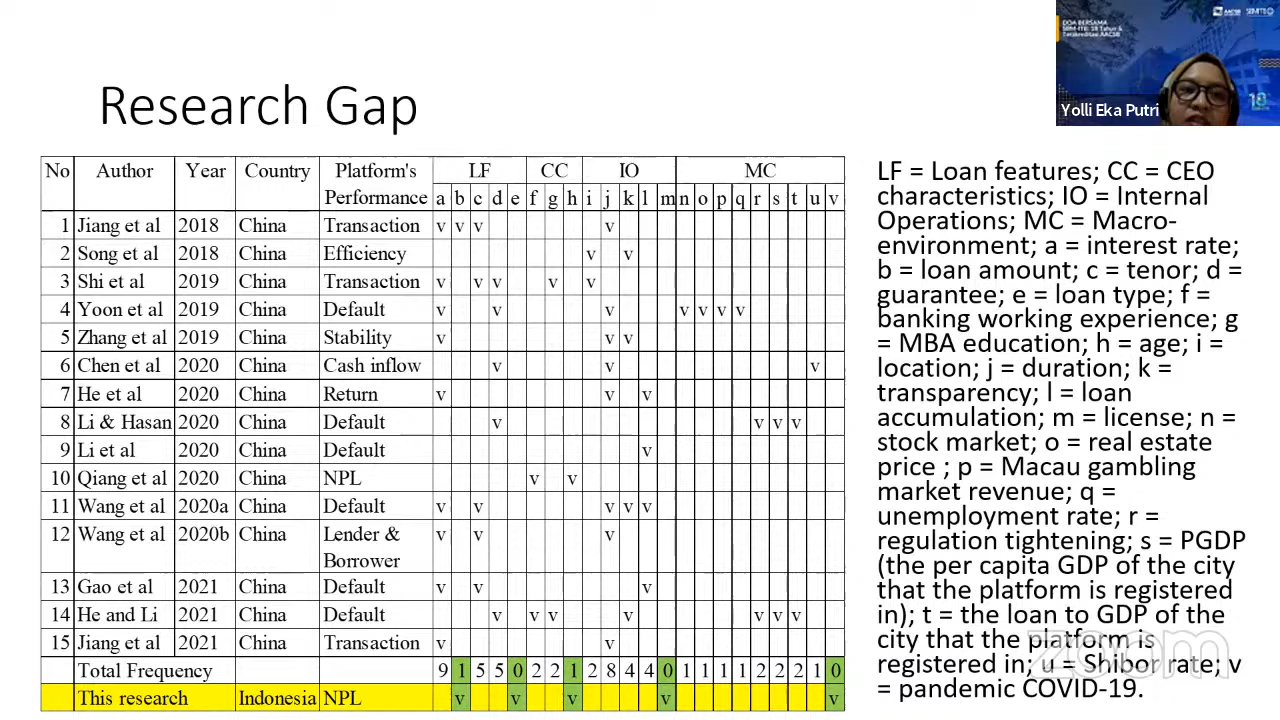 DOA BERSAMA
SBM-ITB: 18 Tahun &
Terakreditasi AACSB
AACSB
18
Yolli Eka Putri
Research Gap
No Author Year Country Platform's Performance LF CC IO MC
a b c d e f g h i j k l m n o p q r s t u v
1 Jiang et al 2018 China Transaction v v v v
2 Song et al 2018 China Efficiency v v
3 Shi et al 2019 China Transaction v v v v v
4 Yoon et al 2019 China Default v v v v v v v
5 Zhang et al 2019 China Stability v v v
6 Chen et al 2020 China Cash inflow v v v
7 He et al 2020 China Return v v v
8 Li & Hasan 2020 China Default v v v v
9 Li et al 2020 China Default v
10 Qiang et al 2020 China NPL v v
11 Wang et al 2020a China Default v v v v v
12 Wang et al 2020b China Lender & Borrower v v v
13 Gao et al 2021 China Default v v v
14 He and Li 2021 China Default v v v v v v v
15 Jiang et al 2021 China Transaction v v
Total Frequency 9 1 5 5 0 2 2 1 2 8 4 4 0 1 1 1 1 2 2 2 1 0
This research Indonesia NPL v v v v v
LF = Loan features; CC = CEO
characteristics; IO = Internal
Operations; MC = Macro-
environment; a = interest rate;
b = loan amount; c = tenor; d =
guarantee; e = loan type; f =
banking working experience; g
= MBA education; h = age; i =
location; j = duration; k =
transparency; l = loan
accumulation; m = license; n =
stock market; o = real estate
price ; p = Macau gambling
market revenue; q =
unemployment rate; r =
regulation tightening; s = PGDP
(the per capita GDP of the city
that the platform is registered
in); t = the loan to GDP of the
city that the platform is
registered in; u = Shibor rate; v
= pandemic COVID-19.
zoom